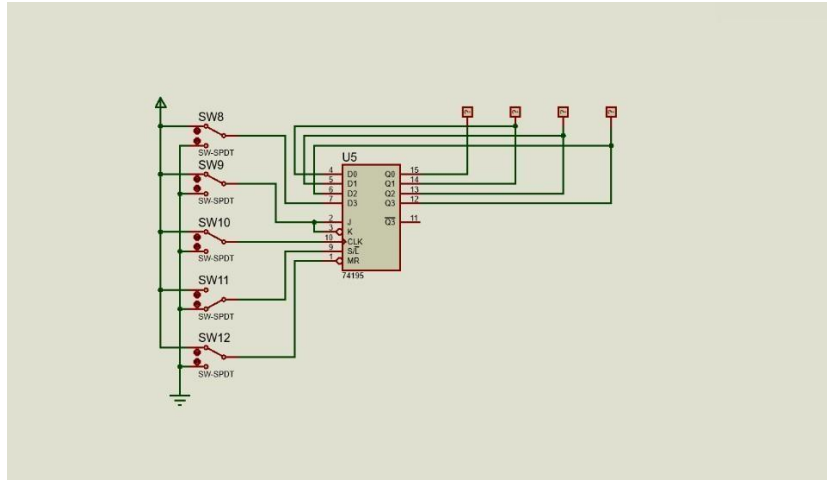 SW8
SW-SPDT
SW9
SW-SPDT
SW10
SW-SPDT
SW11
SW-SPDT
SW12
SW-SPDT
U5
4 D0 Q0 15
5 D1 Q1 14
6 D2 Q2 13
7 D3 Q3 12
2 J Q3 11
3 K
10 CLK
9 S/L
1 MR
74195
? ? ? ?